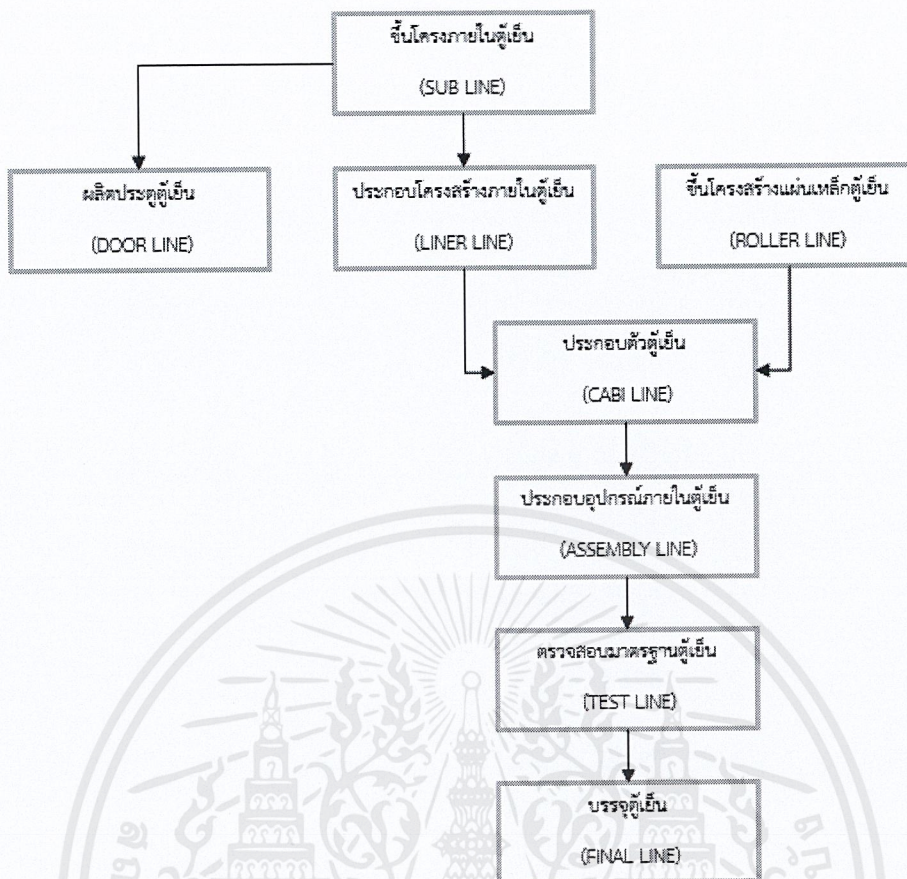 ขึ้นโครงภายในตู้เย็น
(SUB LINE)
ผลิตประตูตู้เย็น
(DOOR LINE)
ประกอบโครงสร้างภายในตู้เย็น
(LINER LINE)
ขึ้นโครงสร้างแผ่นเหล็กตู้เย็น
(ROLLER LINE)
ประกอบตัวตู้เย็น
(CABI LINE)
ประกอบอุปกรณ์ภายในตู้เย็น
(ASSEMBLY LINE)
ตรวจสอบมาตรฐานตู้เย็น
(TEST LINE)
บรรจุตู้เย็น
(FINAL LINE)